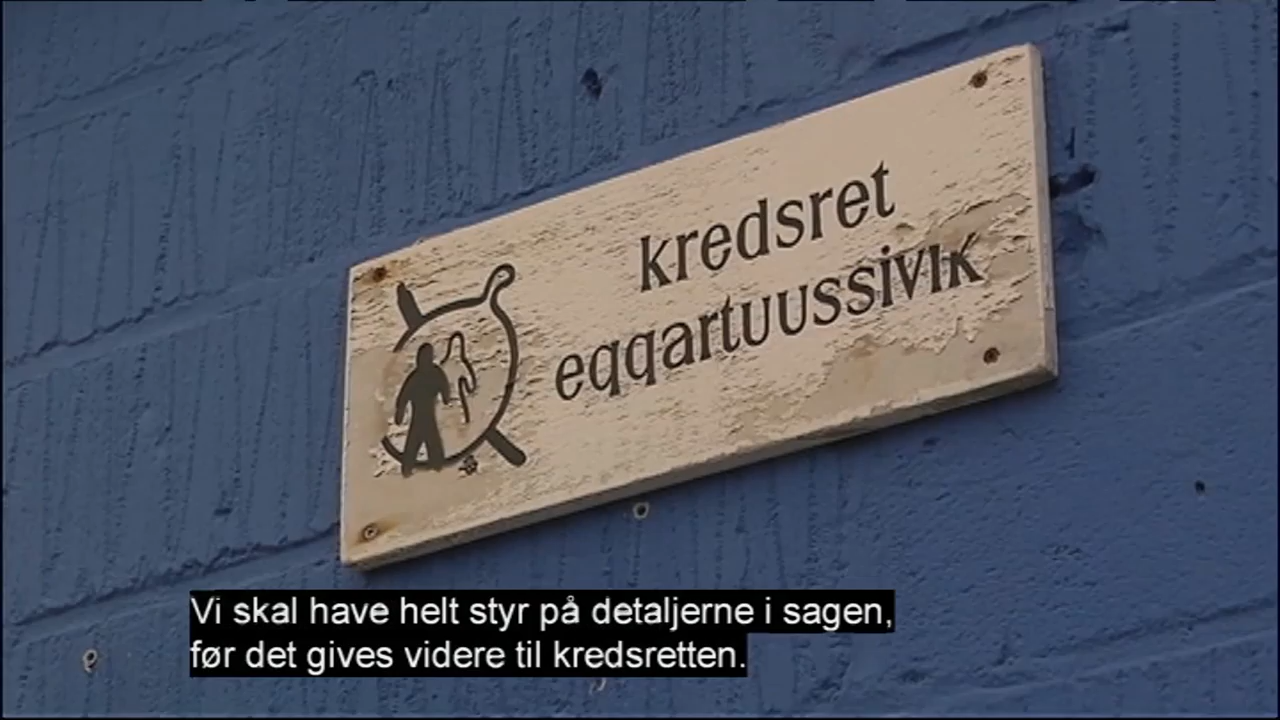 kredsret
eqqartuussivik
Vi skal have helt styr på detaljerne i sagen,
før det gives videre til kredsretten.